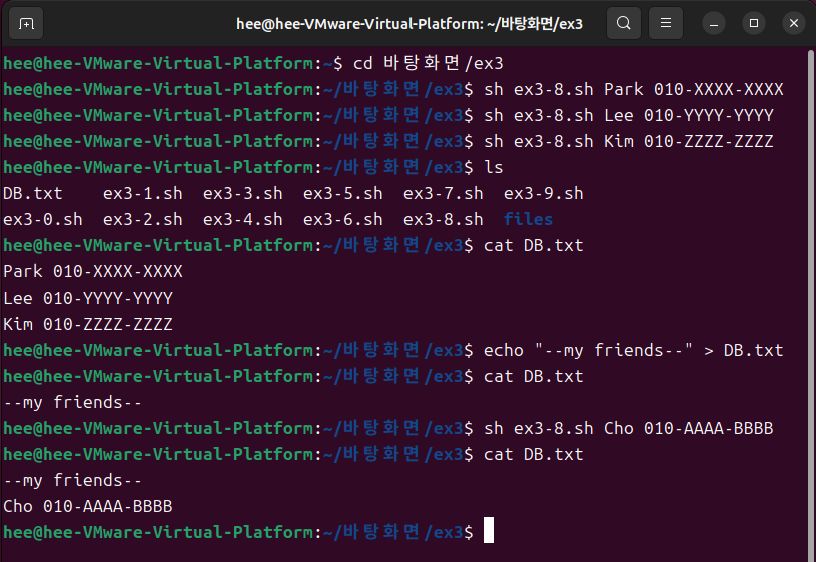 hee@hee-VMware-Virtual-Platform: ~/바탕화면/ex3
hee@hee-VMware-Virtual-Platform:~$ cd 바탕화면/ex3
hee@hee-VMware-Virtual-Platform:~/바탕화면/ex3$ sh ex3-8.sh Park 010-XXXX-XXXX
hee@hee-VMware-Virtual-Platform:~/바탕화면/ex3$ sh ex3-8.sh Lee 010-YYYY-YYYY
hee@hee-VMware-Virtual-Platform:~/바탕화면/ex3$ sh ex3-8.sh Kim 010-ZZZZ-ZZZZ
hee@hee-VMware-Virtual-Platform:~/바탕화면/ex3$ ls
DB.txt    ex3-1.sh  ex3-3.sh  ex3-5.sh  ex3-7.sh  ex3-9.sh
ex3-0.sh  ex3-2.sh  ex3-4.sh  ex3-6.sh  ex3-8.sh  files
hee@hee-VMware-Virtual-Platform:~/바탕화면/ex3$ cat DB.txt
Park 010-XXXX-XXXX
Lee 010-YYYY-YYYY
Kim 010-ZZZZ-ZZZZ
hee@hee-VMware-Virtual-Platform:~/바탕화면/ex3$ echo "--my friends--" > DB.txt
hee@hee-VMware-Virtual-Platform:~/바탕화면/ex3$ cat DB.txt
--my friends--
hee@hee-VMware-Virtual-Platform:~/바탕화면/ex3$ sh ex3-8.sh Cho 010-AAAA-BBBB
hee@hee-VMware-Virtual-Platform:~/바탕화면/ex3$ cat DB.txt
--my friends--
Cho 010-AAAA-BBBB
hee@hee-VMware-Virtual-Platform:~/바탕화면/ex3$